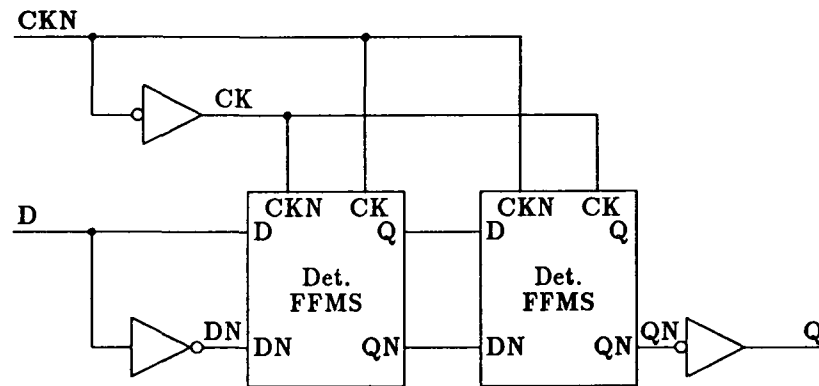 CKN
CK
D
CKN CK
CKN CK
D Q
D Q
Det.
FFMS
Det.
FFMS
DN
DN QN
DN QN
QN
Q